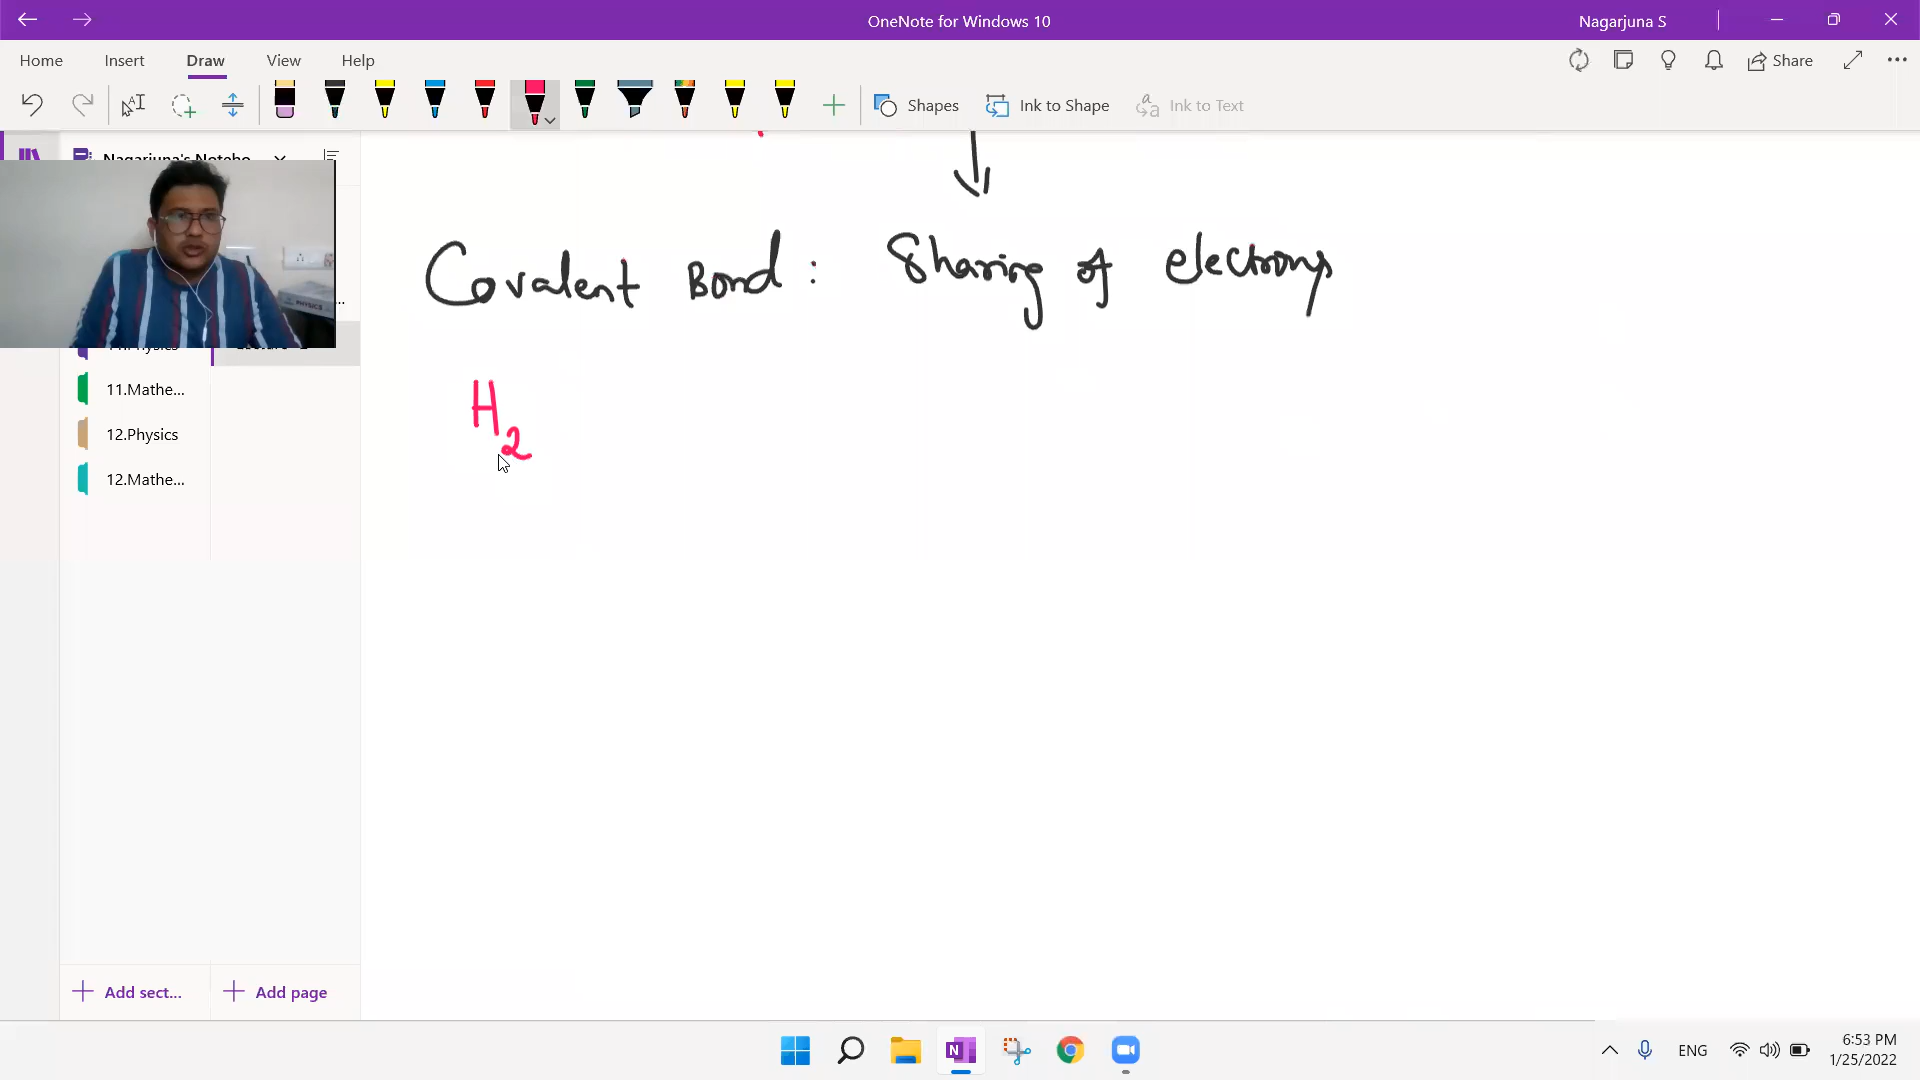 OneNote for Windows 10
Nagarjuna S
Home Insert Draw View Help
Share
Shapes Ink to Shape Ink to Text
Nagarjuna's Notebo
Covalent Bond : Sharing of electrons
...
11.Mathe...
H2
12.Physics
12.Mathe...
Add sect... Add page
ENG
6:53 PM
1/25/2022